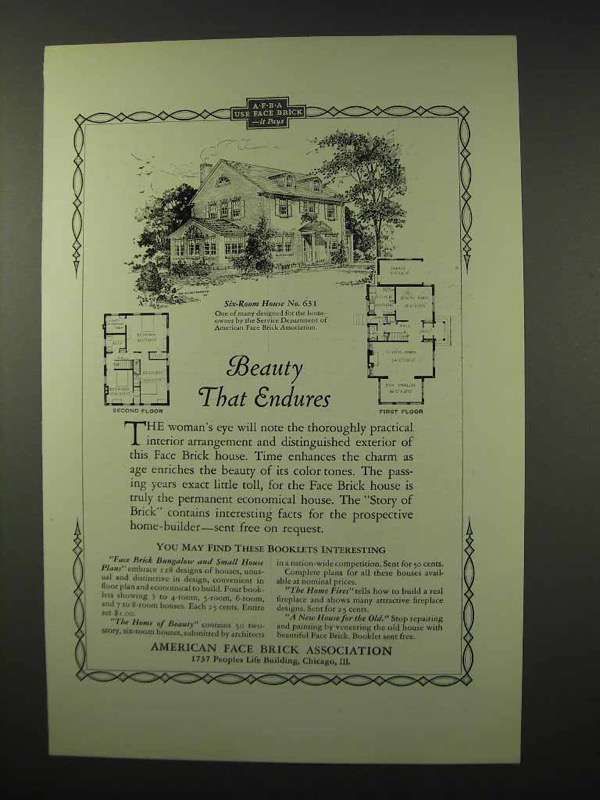 A·F·B·A
USE FACE BRICK
—it Pays
Six-Room House No. 631
One of many designed for the home-
owner by the Service Department of
American Face Brick Association.
SECOND FLOOR
FIRST FLOOR
Beauty
That Endures
THE woman's eye will note the thoroughly practical
interior arrangement and distinguished exterior of
this Face Brick house. Time enhances the charm as
age enriches the beauty of its color tones. The pass-
ing years exact little toll, for the Face Brick house is
truly the permanent economical house. The "Story of
Brick" contains interesting facts for the prospective
home-builder—sent free on request.
YOU MAY FIND THESE BOOKLETS INTERESTING
"Face Brick Bungalow and Small House
Plans" embrace 128 designs of houses, unus-
ual and distinctive in design, convenient in
floor plan and economical to build. Four book-
lets showing 3 to 4-room, 5-room, 6-room,
and 7 to 8-room houses. Each 25 cents. Entire
set $1.00.
"The Home of Beauty" contains 50 two-
story, six-room houses, submitted by architects
in a nation-wide competition. Sent for 50 cents.
Complete plans for all these houses avail-
able at nominal prices.
"The Home Fires" tells how to build a real
fireplace and shows many attractive fireplace
designs. Sent for 25 cents.
"A New House for the Old." Stop repairing
and painting by veneering the old house with
beautiful Face Brick. Booklet sent free.
AMERICAN FACE BRICK ASSOCIATION
1737 Peoples Life Building, Chicago, Ill.